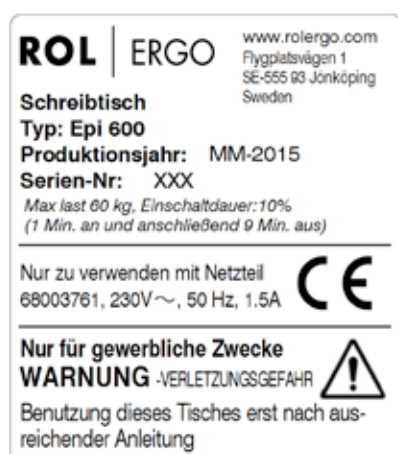 ROL | ERGO
www.rolergo.com
Flygplatsvägen 1
SE-555 93 Jönköping
Sweden
Schreibtisch
Typ: Epi 600
Produktionsjahr: MM-2015
Serien-Nr: XXX
Max last 60 kg, Einschaltdauer:10%
(1 Min. an und anschließend 9 Min. aus)
Nur zu verwenden mit Netzteil
68003761, 230V～, 50 Hz, 1.5A
CE
Nur für gewerbliche Zwecke
WARNUNG -VERLETZUNGSGEFAHR
Benutzung dieses Tisches erst nach aus-
reichender Anleitung